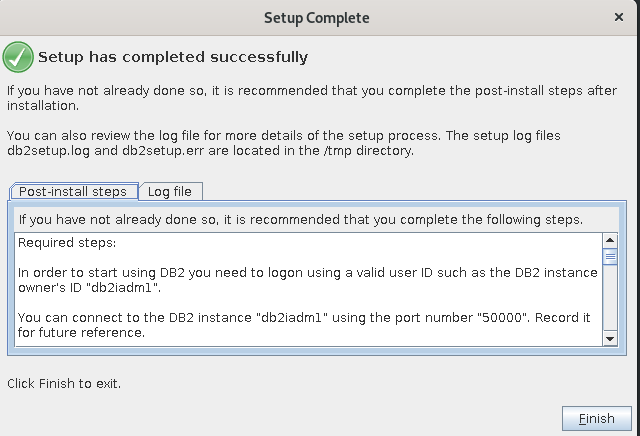 Setup Complete
Setup has completed successfully
If you have not already done so, it is recommended that you complete the post-install steps after
installation.
You can also review the log file for more details of the setup process. The setup log files
db2setup.log and db2setup.err are located in the /tmp directory.
Post-install steps
Log file
If you have not already done so, it is recommended that you complete the following steps.
Required steps:
In order to start using DB2 you need to logon using a valid user ID such as the DB2 instance
owner's ID "db2iadm1".
You can connect to the DB2 instance "db2iadm1" using the port number "50000". Record it
for future reference.
Click Finish to exit.
Finish